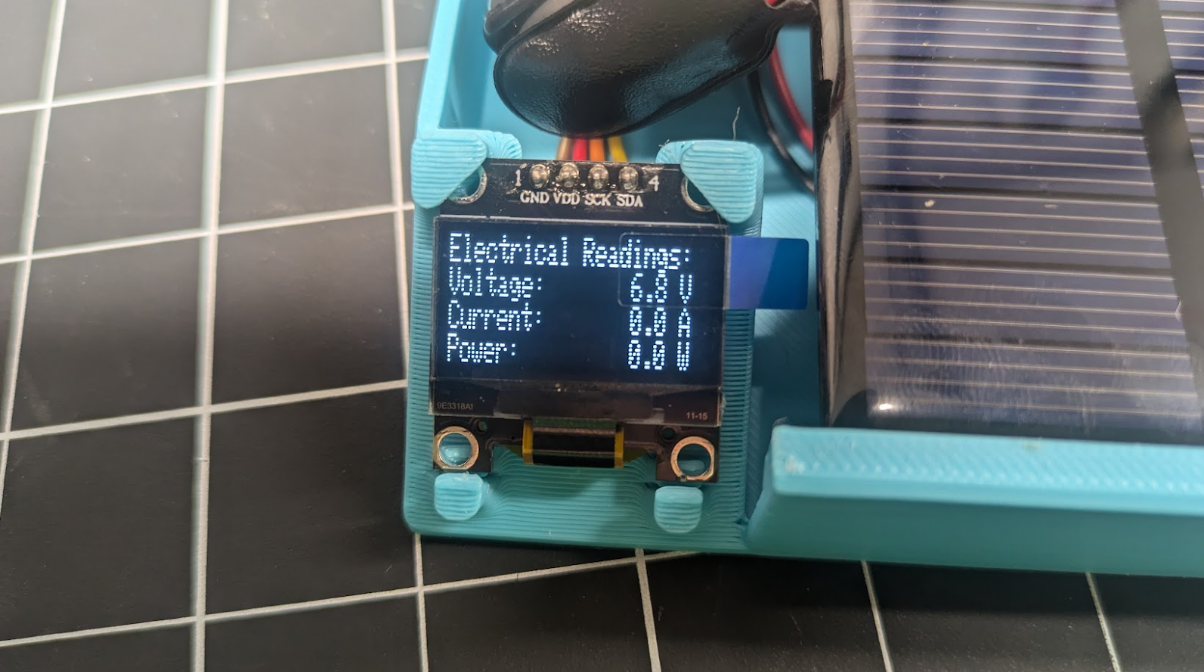 1 4
GND VDD SCK SDA
Electrical Readings:
Voltage: 6.8 V
Current: 0.0 A
Power: 0.0 W
11-15